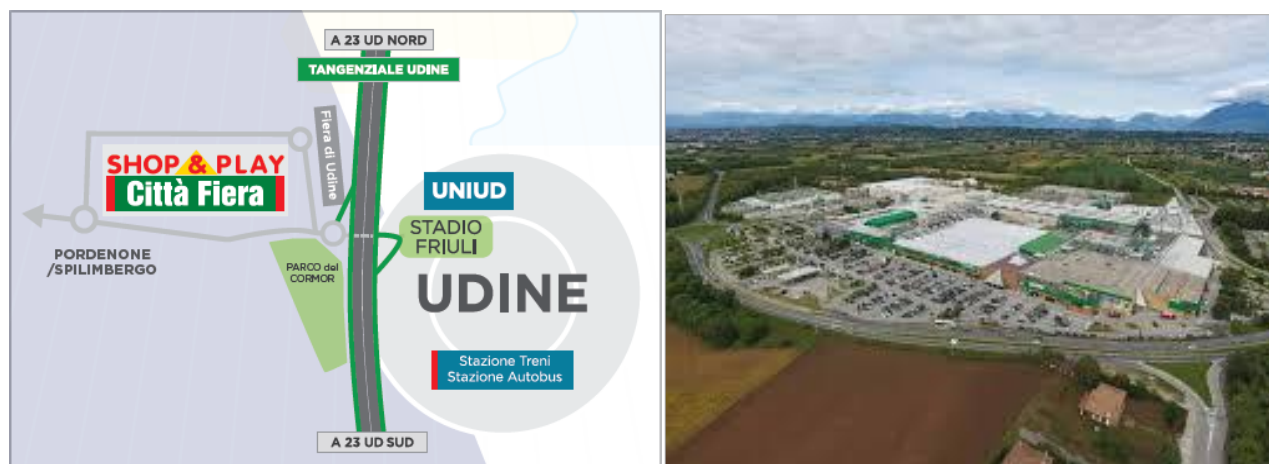 A 23 UD NORD
TANGENZIALE UDINE
Fiera di Udine
SHOP & PLAY
Città Fiera
UNIUD
STADIO
FRIULI
PORDENONE
/SPILIMBERGO
PARCO del
CORMOR
UDINE
Stazione Treni
Stazione Autobus
A 23 UD SUD